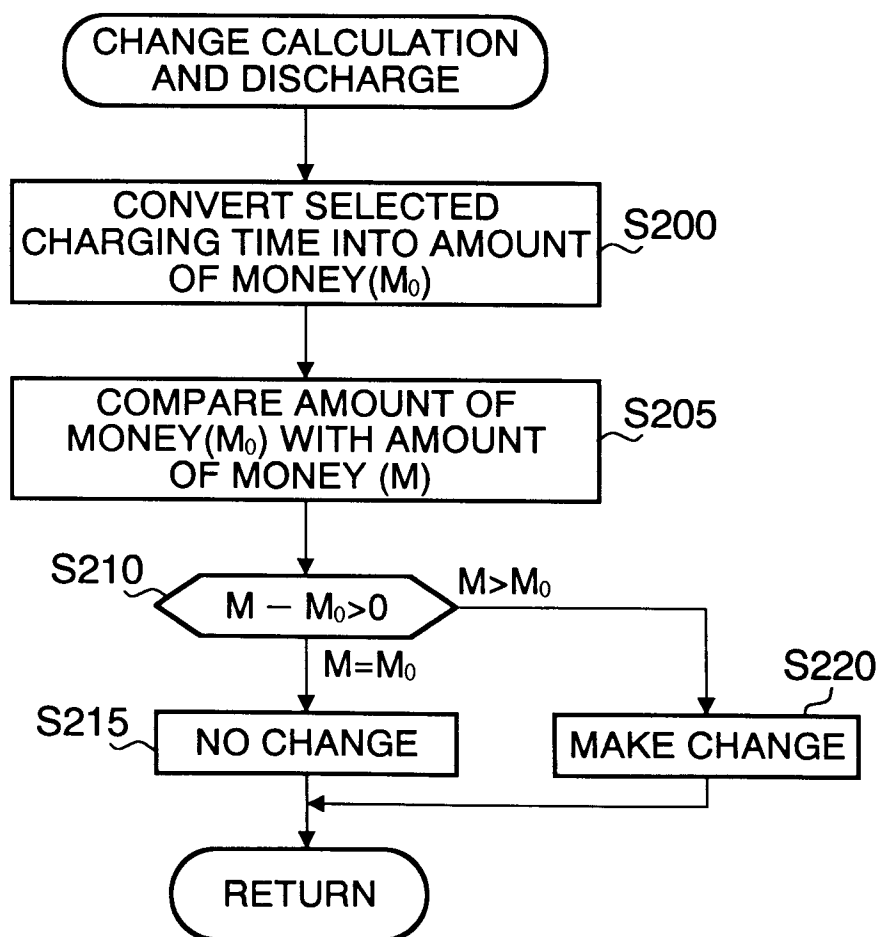 CHANGE CALCULATION
AND DISCHARGE
CONVERT SELECTED
CHARGING TIME INTO AMOUNT
OF MONEY(M₀)
S200
COMPARE AMOUNT OF
MONEY(M₀) WITH AMOUNT
OF MONEY (M)
S205
S210
M − M₀>0
M>M₀
M=M₀
S215
NO CHANGE
S220
MAKE CHANGE
RETURN